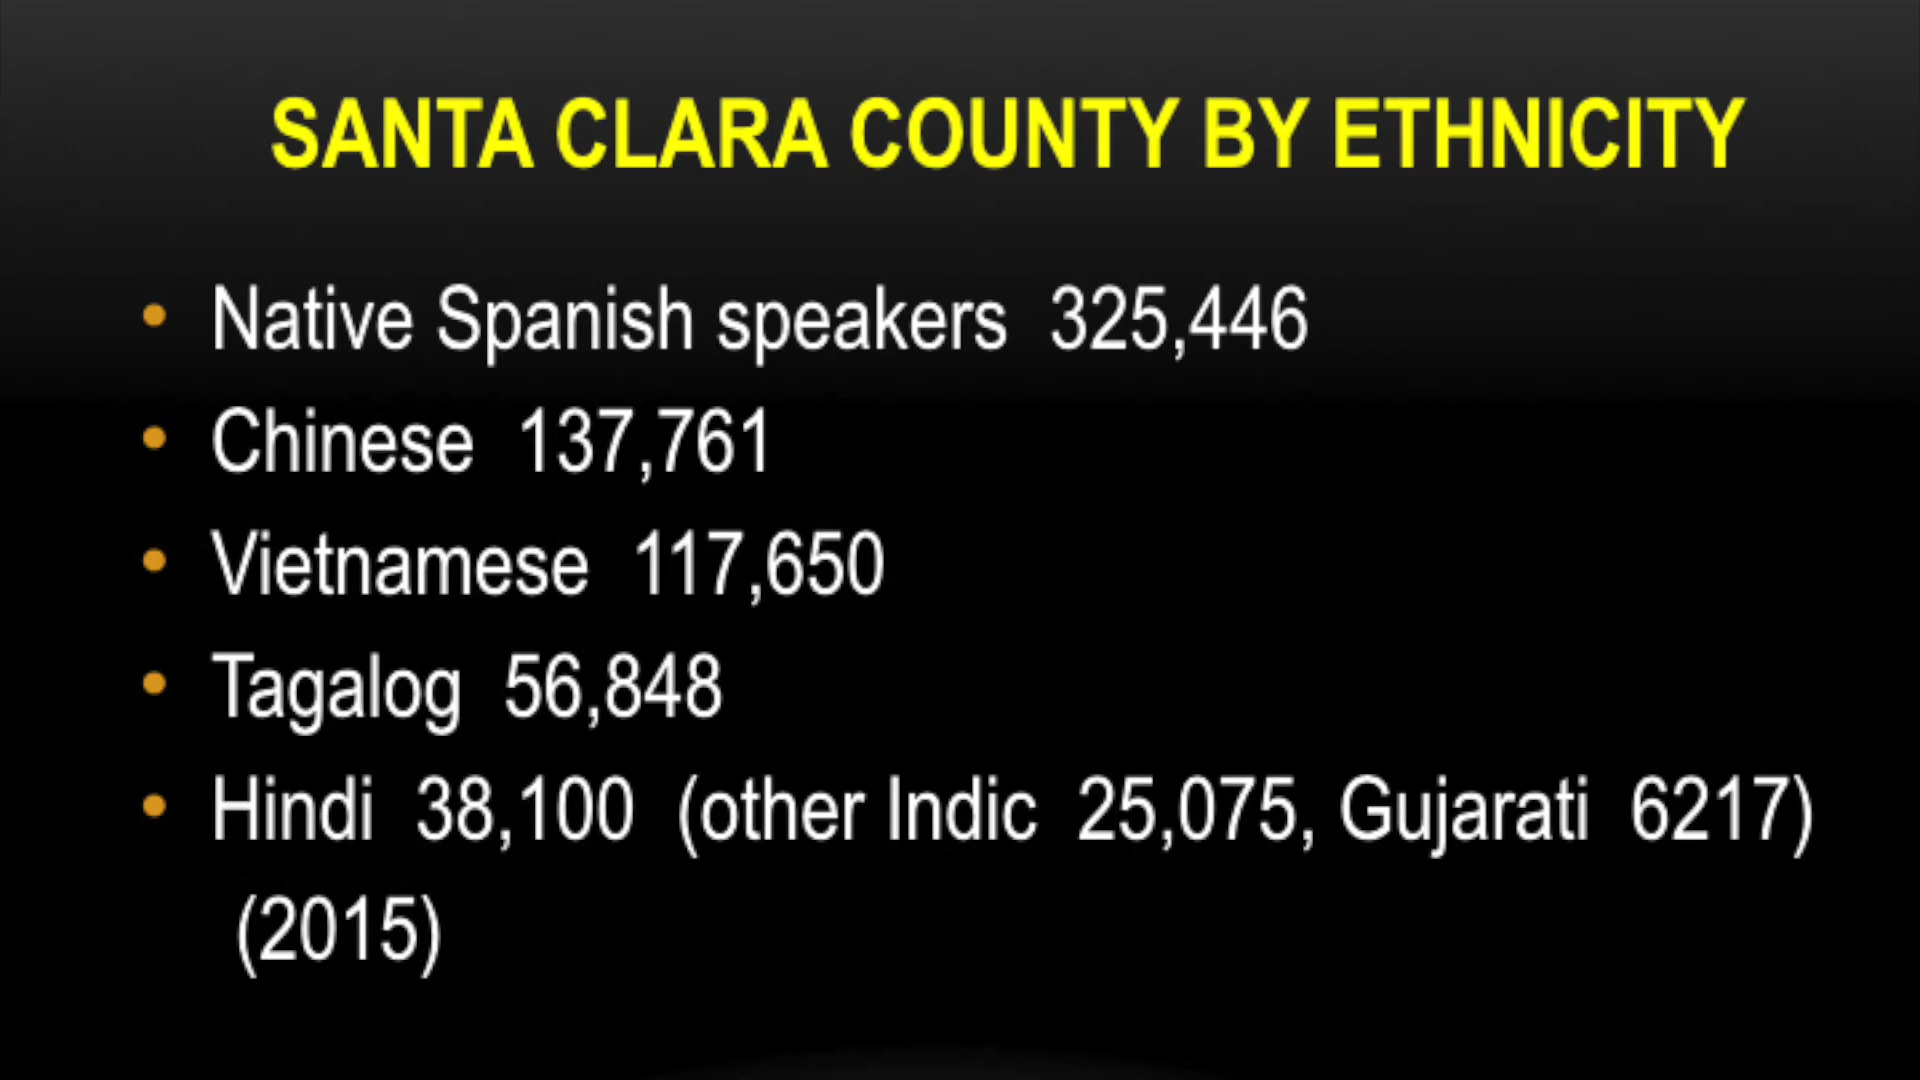 SANTA CLARA COUNTY BY ETHNICITY
• Native Spanish speakers 325,446
• Chinese 137,761
• Vietnamese 117,650
• Tagalog 56,848
• Hindi 38,100 (other Indic 25,075, Gujarati 6217)
(2015)